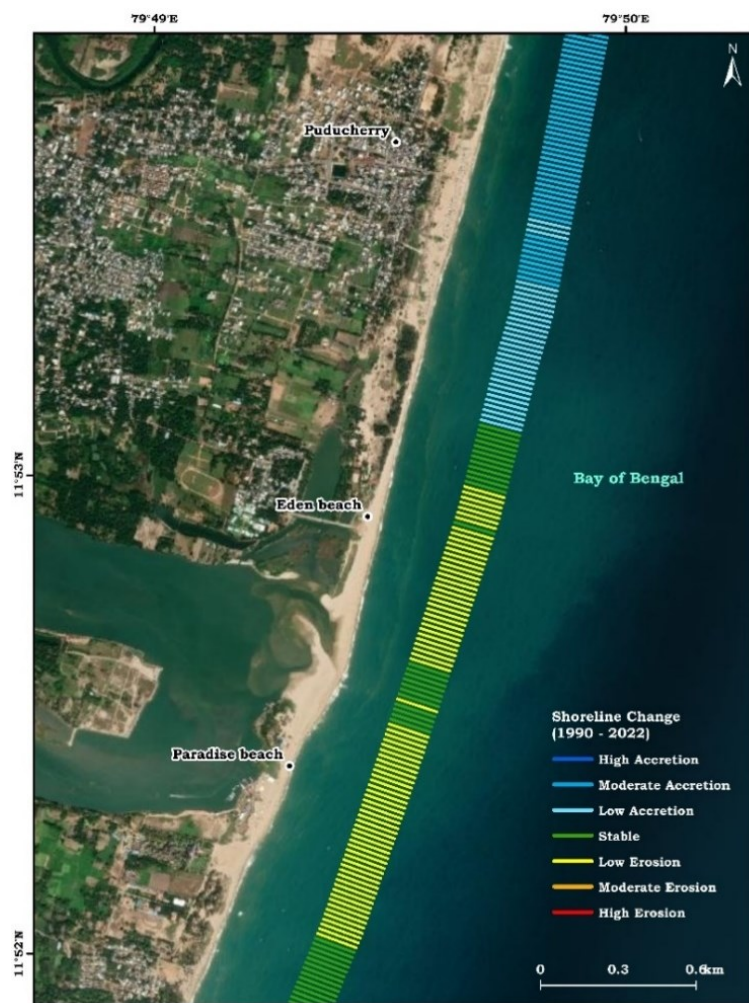 79°49'E
79°50'E
N
Puducherry
11°53'N
Bay of Bengal
Eden beach
Shoreline Change
(1990 - 2022)
High Accretion
Paradise beach
Moderate Accretion
Low Accretion
Stable
Low Erosion
Moderate Erosion
High Erosion
11°52'N
0 0.3 0.6km